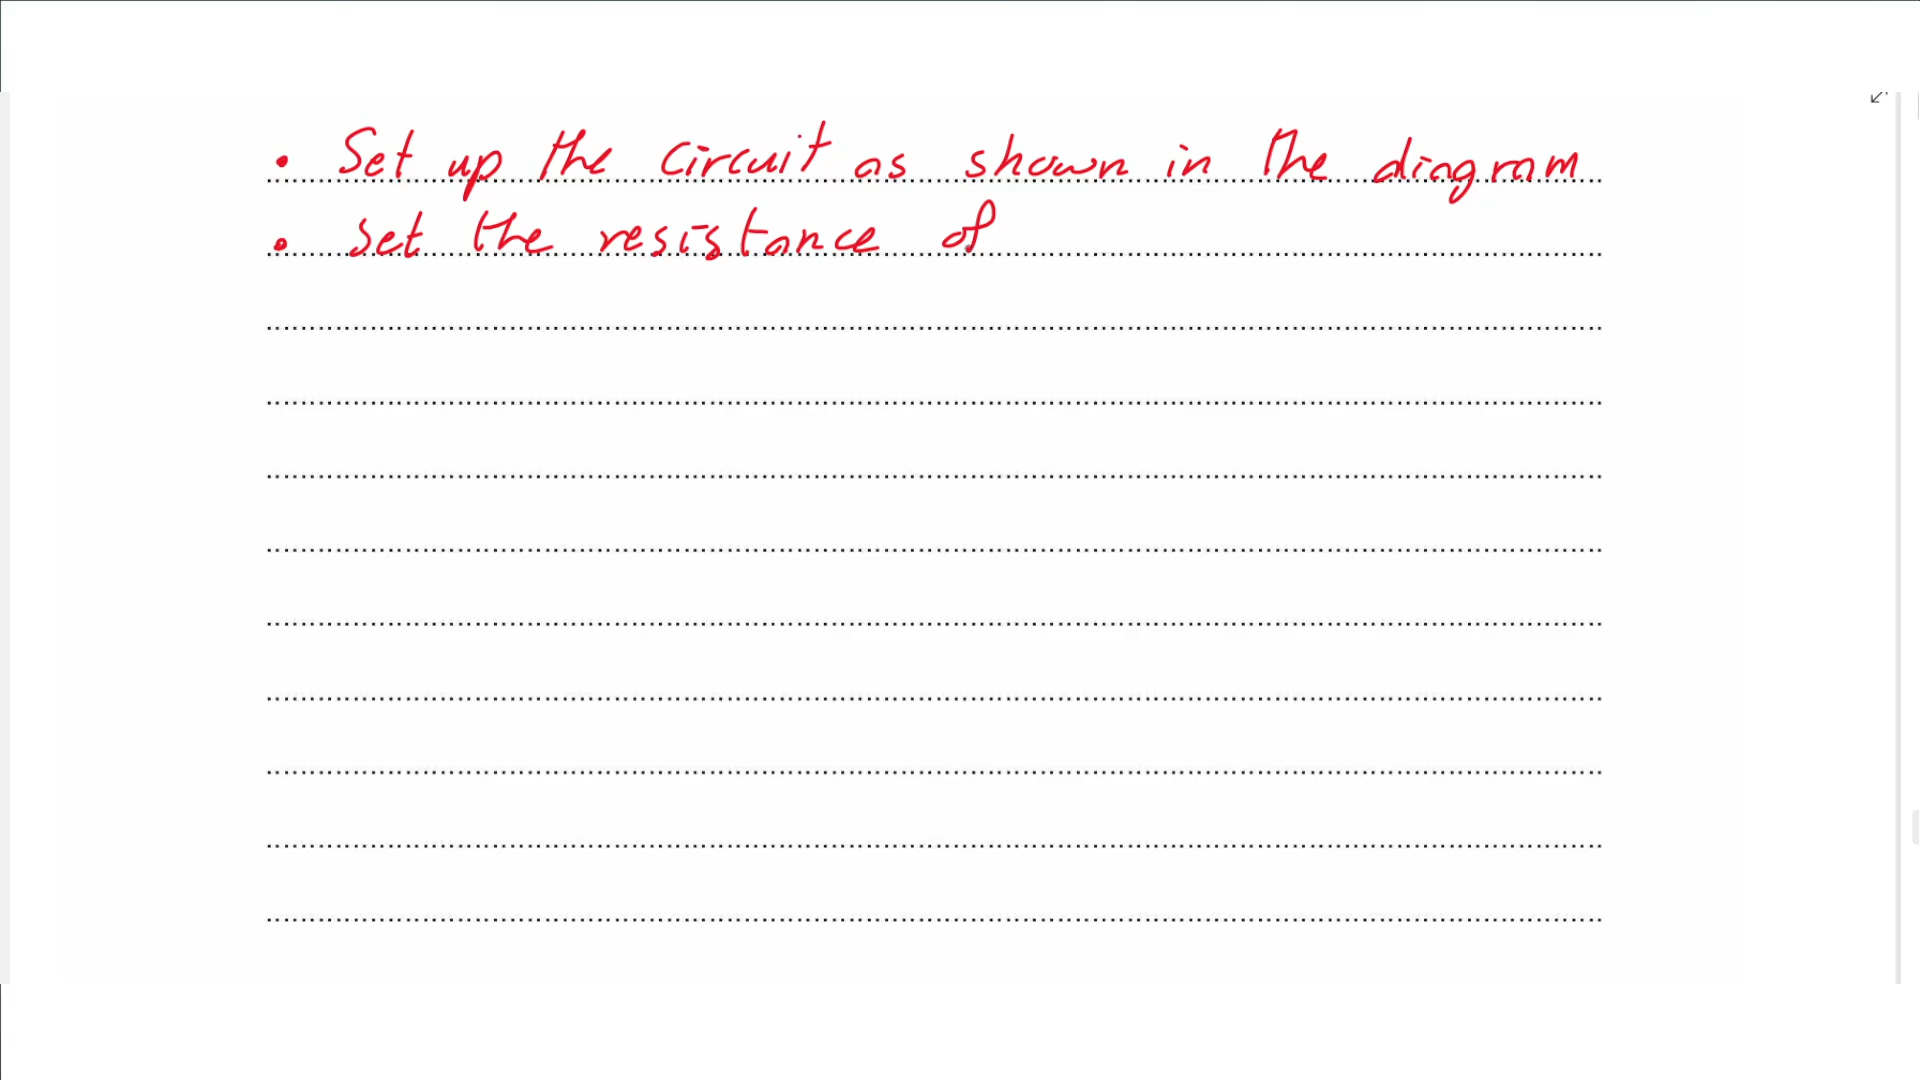 • Set up the circuit as shown in the diagram
• set the resistance of